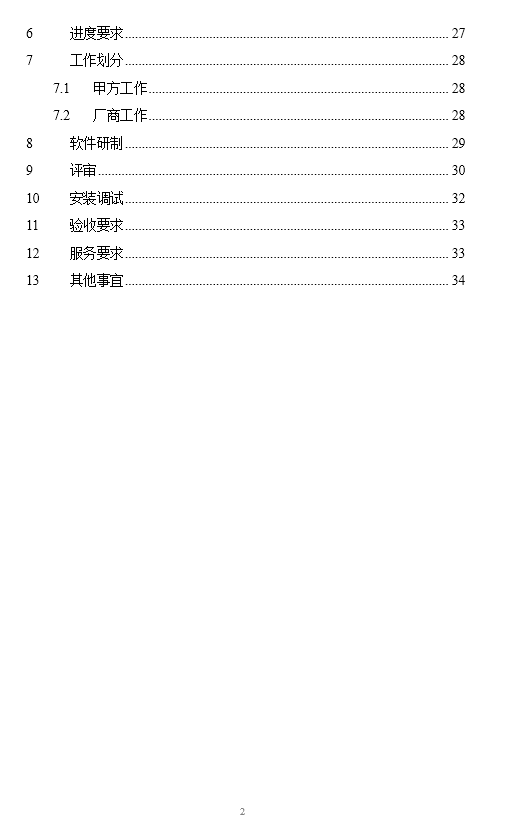 6 进度要求 27
7 工作划分 28
7.1 甲方工作 28
7.2 厂商工作 28
8 软件研制 29
9 评审 30
10 安装调试 32
11 验收要求 33
12 服务要求 33
13 其他事宜 34
2